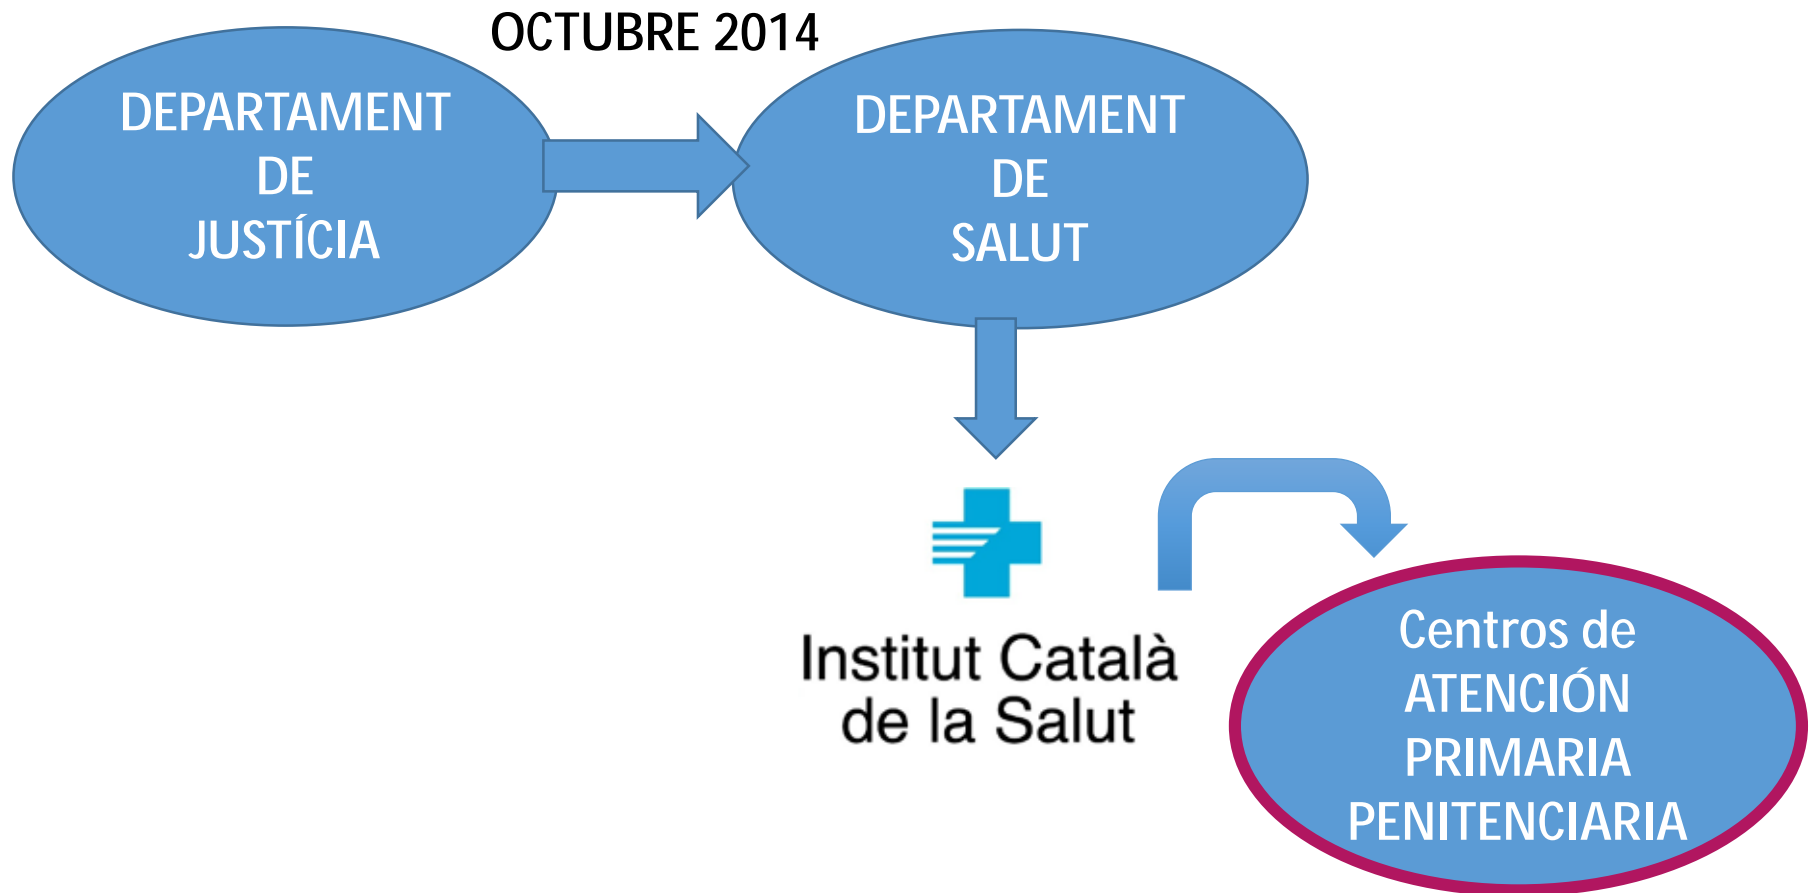 OCTUBRE 2014
DEPARTAMENT
DE
JUSTÍCIA
DEPARTAMENT
DE
SALUT
Institut Català
de la Salut
Centros de
ATENCIÓN
PRIMARIA
PENITENCIARIA